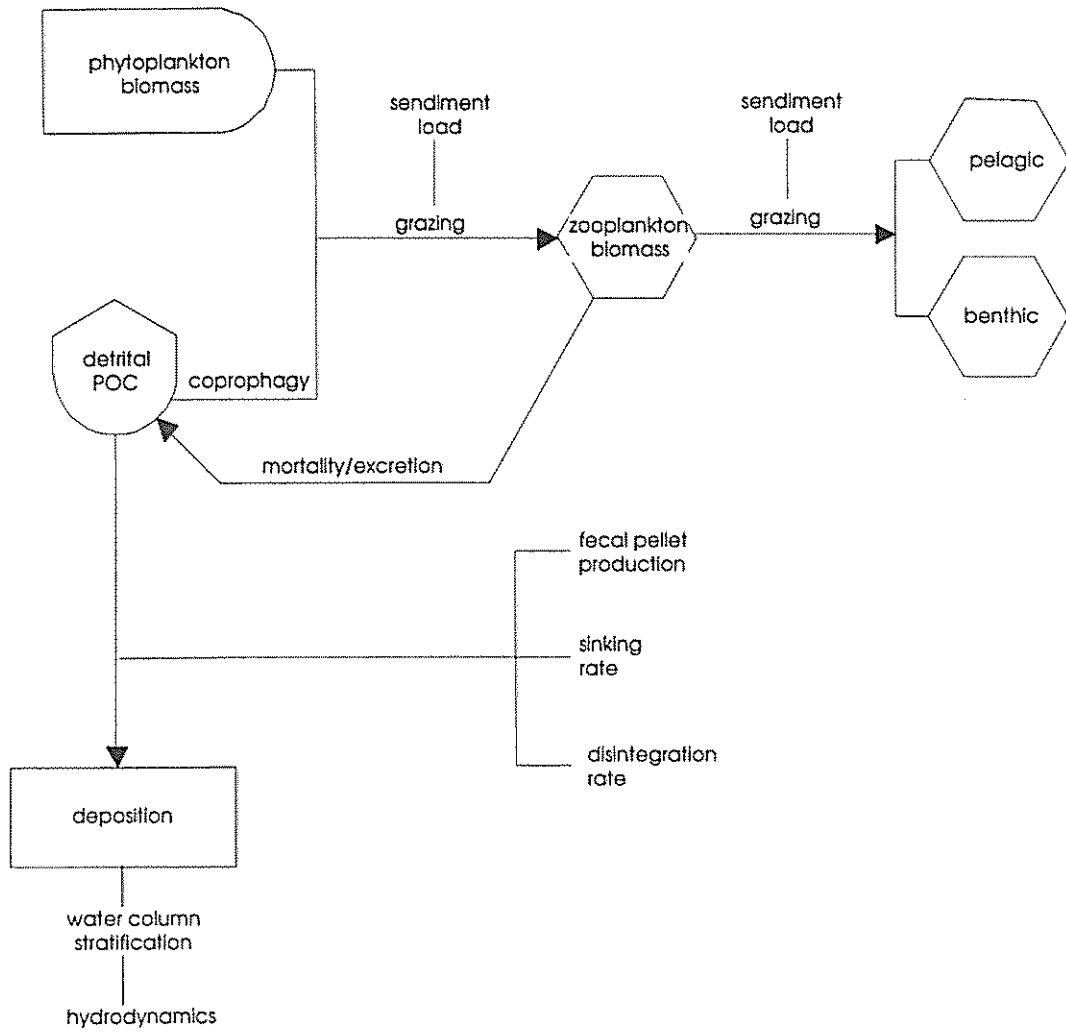 phytoplankton
biomass
sendiment
load
sendiment
load
pelagic
grazing
zooplankton
biomass
grazing
benthic
detrital
POC
coprophagy
mortality/excretion
fecal pellet
production
sinking
rate
disintegration
rate
deposition
water column
stratification
hydrodynamics